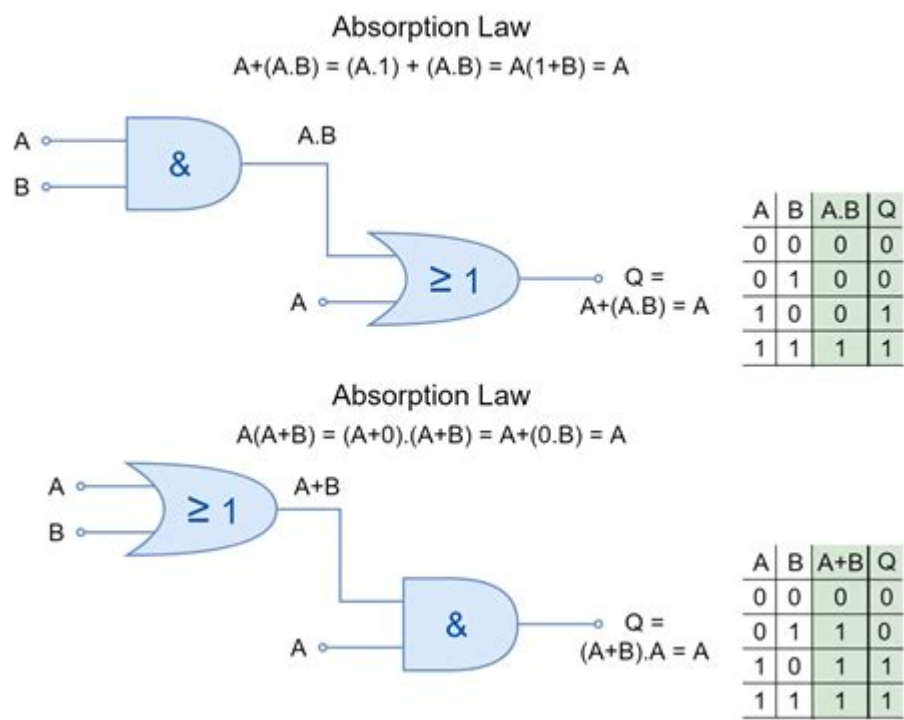 Absorption Law
A+(A.B) = (A.1) + (A.B) = A(1+B) = A
A
B
&
A.B
A
≥ 1
Q =
A+(A.B) = A
A B A.B Q
0 0 0 0
0 1 0 0
1 0 0 1
1 1 1 1
Absorption Law
A(A+B) = (A+0).(A+B) = A+(0.B) = A
A
B
≥ 1
A+B
A
&
Q =
(A+B).A = A
A B A+B Q
0 0 0 0
0 1 1 0
1 0 1 1
1 1 1 1